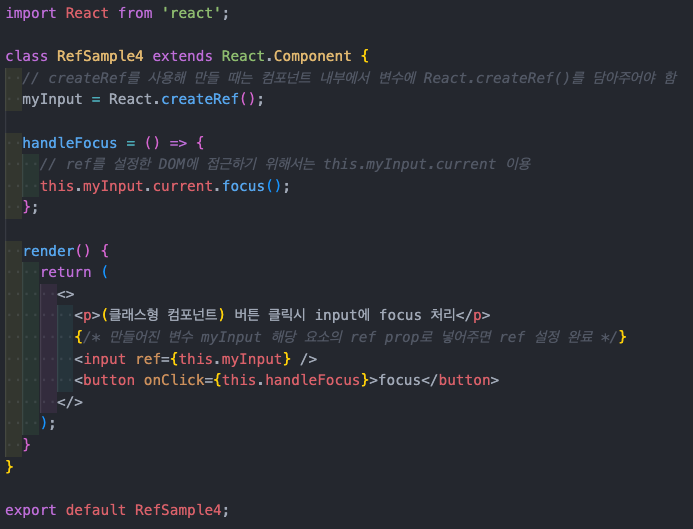 import React from 'react';
class RefSample4 extends React.Component {
// createRef를 사용해 만들 때는 컴포넌트 내부에서 변수에 React.createRef()를 담아주어야 함
myInput = React.createRef();
handleFocus = () => {
// ref를 설정한 DOM에 접근하기 위해서는 this.myInput.current 이용
this.myInput.current.focus();
};
render() {
return (
<>
<p>(클래스형 컴포넌트) 버튼 클릭시 input에 focus 처리</p>
{/* 만들어진 변수 myInput 해당 요소의 ref prop로 넣어주면 ref 설정 완료 */}
<input ref={this.myInput} />
<button onClick={this.handleFocus}>focus</button>
</>
);
}
}
export default RefSample4;